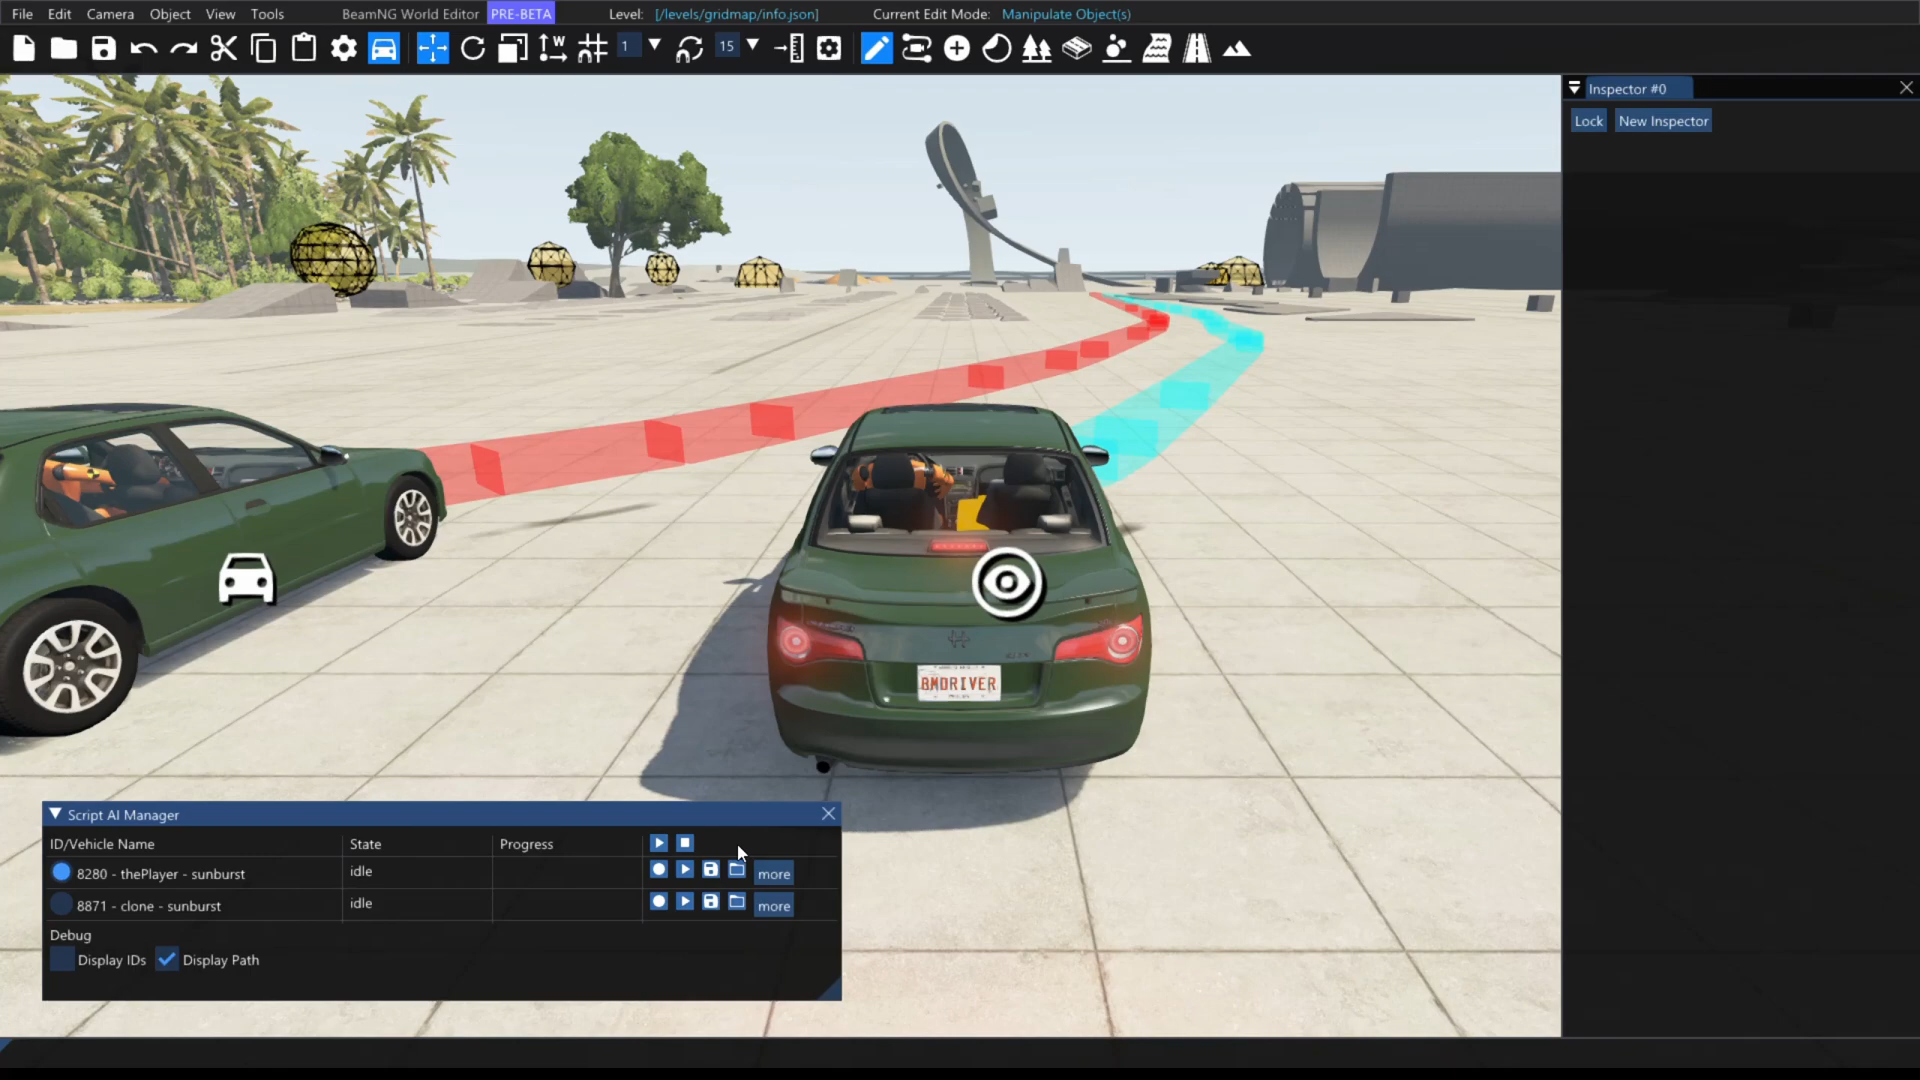 File Edit Camera Object View Tools BeamNG World Editor PRE-BETA Level: [/levels/gridmap/info.json] Current Edit Mode: Manipulate Object(s)
W
1 15
Inspector #0
Lock New Inspector
BMDRIVER
Script AI Manager
ID/Vehicle Name State Progress
8280 - thePlayer - sunburst idle more
8871 - clone - sunburst idle more
Debug
Display IDs Display Path